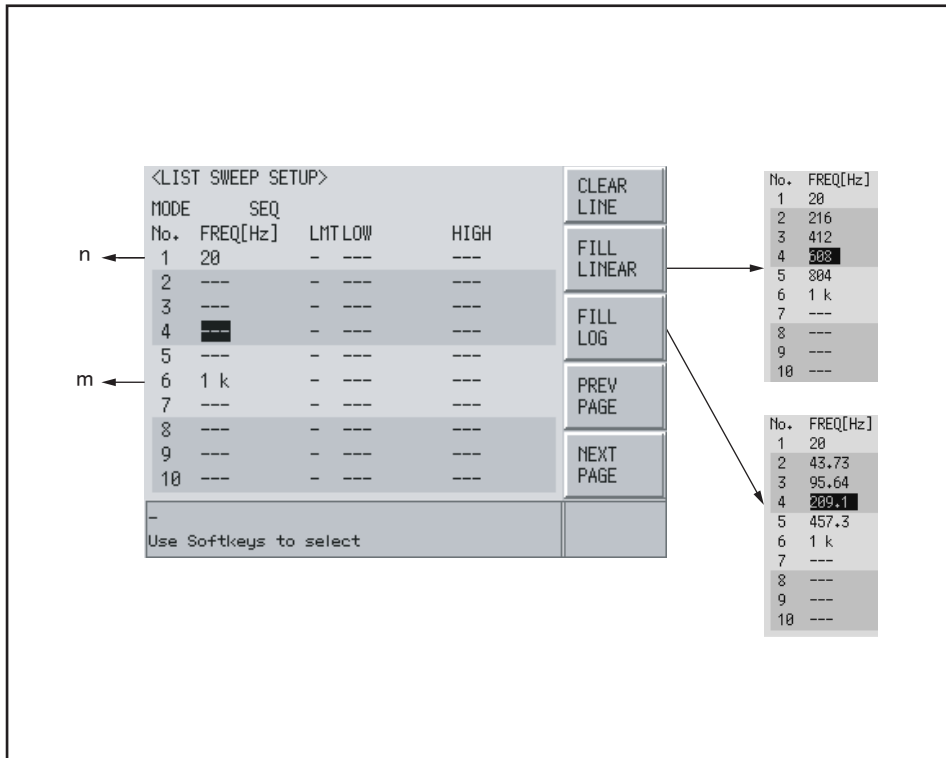 <LIST SWEEP SETUP>
MODE SEQ
No. FREQ[Hz] LMT LOW HIGH
n
1 20 - --- ---
2 --- - --- ---
3 --- - --- ---
4 --- - --- ---
5 --- - --- ---
m
6 1 k - --- ---
7 --- - --- ---
8 --- - --- ---
9 --- - --- ---
10 --- - --- ---
-
Use Softkeys to select
CLEAR
LINE
FILL
LINEAR
FILL
LOG
PREV
PAGE
NEXT
PAGE
No. FREQ[Hz]
1 20
2 216
3 412
4 608
5 804
6 1 k
7 ---
8 ---
9 ---
10 ---
No. FREQ[Hz]
1 20
2 43.73
3 95.64
4 209.1
5 457.3
6 1 k
7 ---
8 ---
9 ---
10 ---